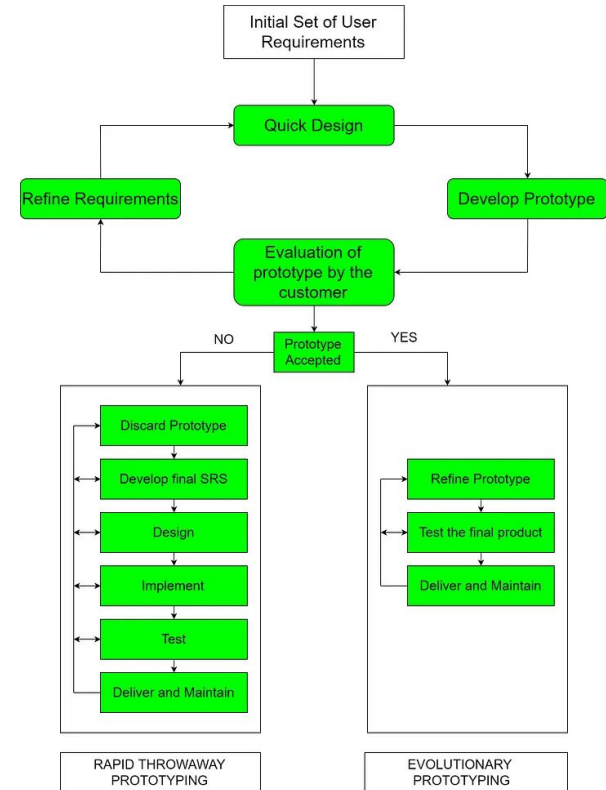 Initial Set of User
Requirements
Quick Design
Refine Requirements
Develop Prototype
Evaluation of
prototype by the
customer
NO
Prototype
Accepted
YES
Discard Prototype
Develop final SRS
Design
Implement
Test
Deliver and Maintain
Refine Prototype
Test the final product
Deliver and Maintain
RAPID THROWAWAY
PROTOTYPING
EVOLUTIONARY
PROTOTYPING